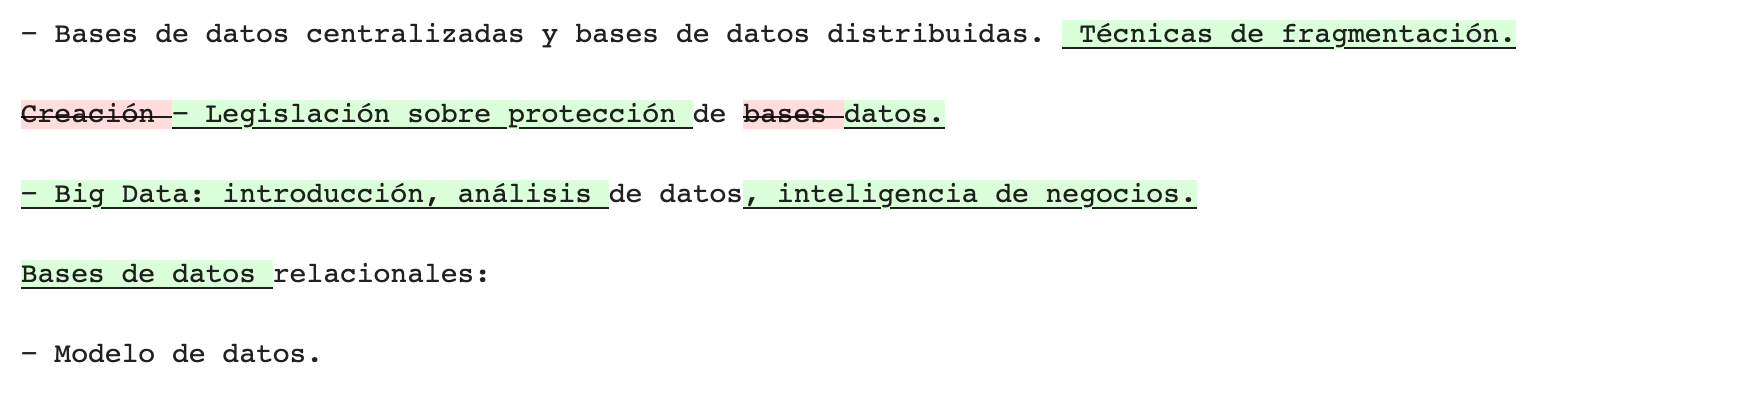 – Bases de datos centralizadas y bases de datos distribuidas.  Técnicas de fragmentación.
Creación – Legislación sobre protección de bases datos.
– Big Data: introducción, análisis de datos, inteligencia de negocios.
Bases de datos relacionales:
– Modelo de datos.